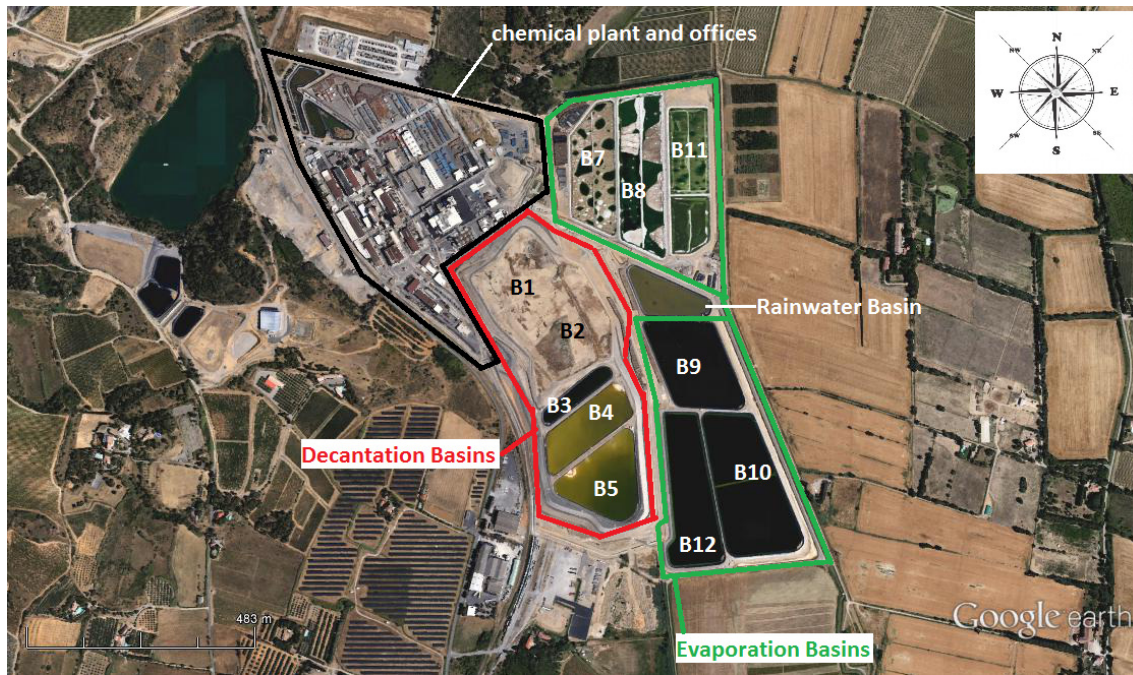 chemical plant and offices
N
NW
NE
W
E
SW
S
B7
B8
B11
B1
B2
Rainwater Basin
B9
B3
B4
Decantation Basins
B5
B10
B12
483 m
Google earth
Evaporation Basins